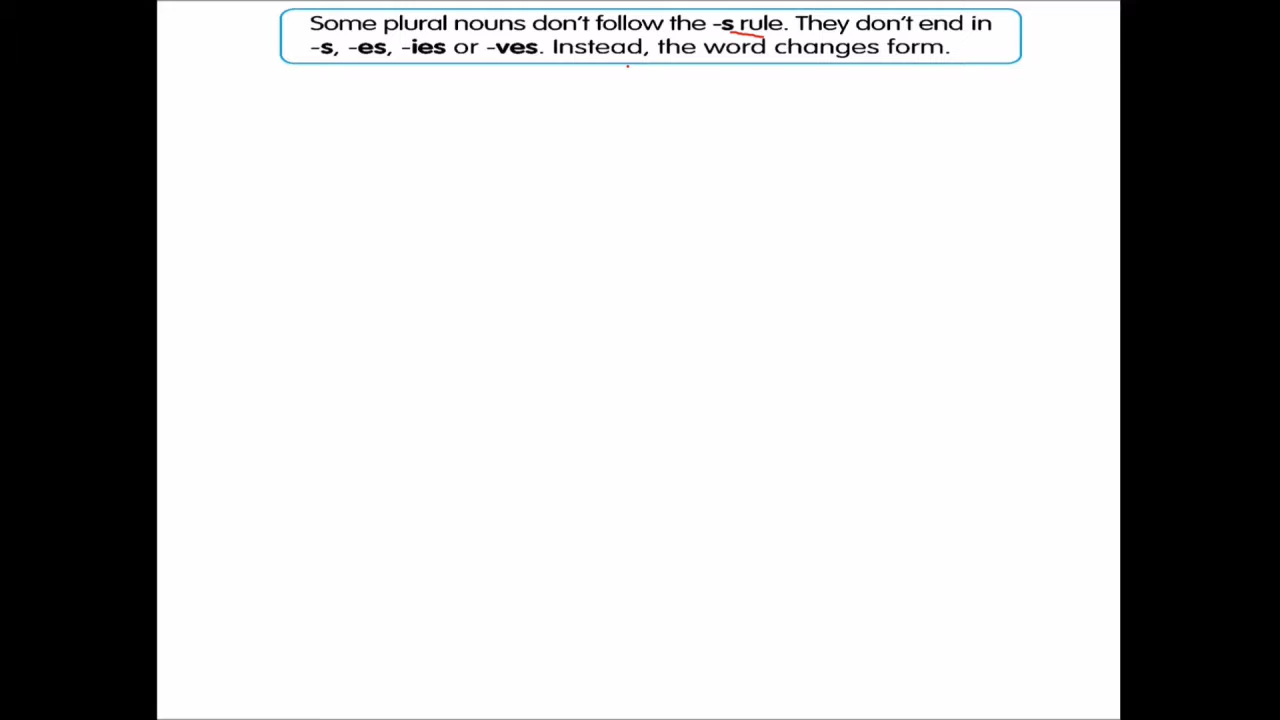 Some plural nouns don't follow the -s rule. They don't end in
-s, -es, -ies or -ves. Instead, the word changes form.